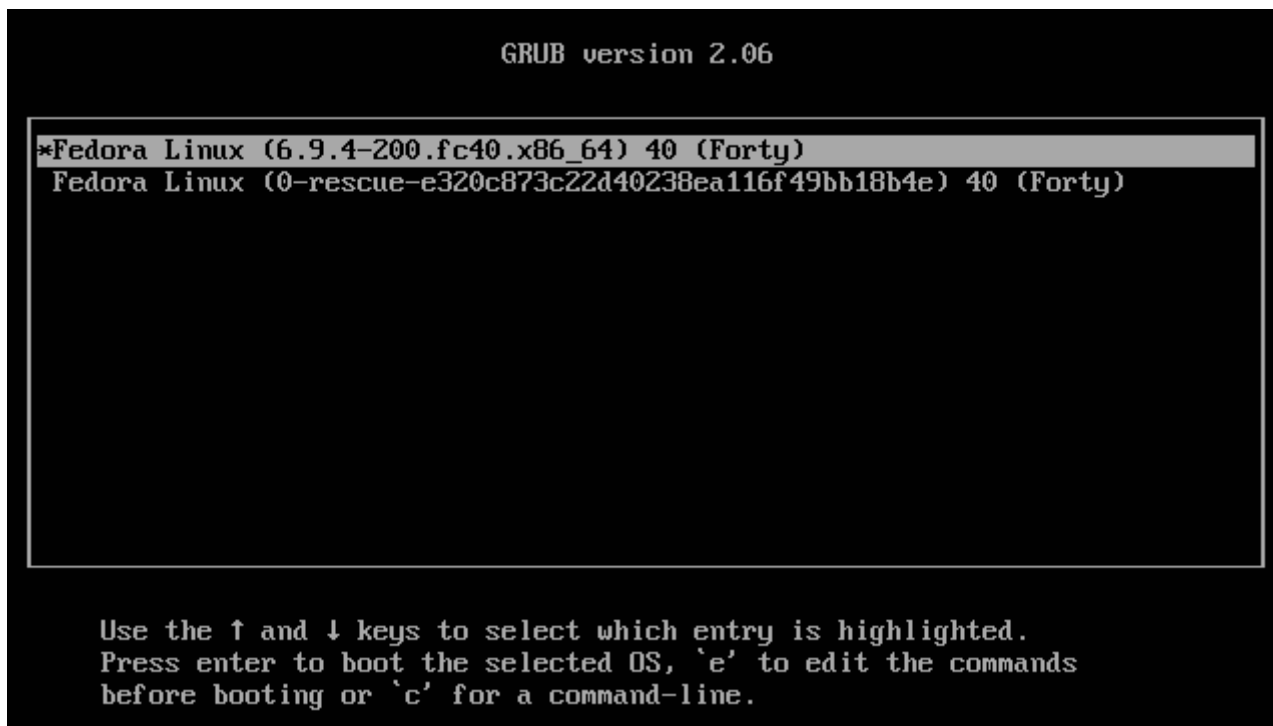 GRUB version 2.06
*Fedora Linux (6.9.4-200.fc40.x86_64) 40 (Forty)
Fedora Linux (0-rescue-e320c873c22d40238ea116f49bb18b4e) 40 (Forty)
Use the ↑ and ↓ keys to select which entry is highlighted.
Press enter to boot the selected OS, `e' to edit the commands
before booting or `c' for a command-line.